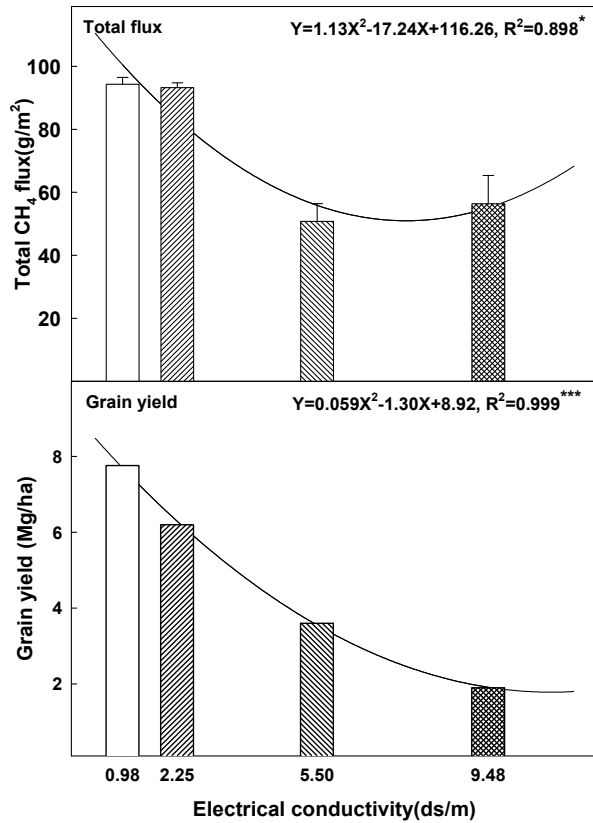 Total flux
Y=1.13X²-17.24X+116.26, R²=0.898*
100
80
60
40
20
Total CH₄ flux(g/m²)
Grain yield
Y=0.059X²-1.30X+8.92, R²=0.999***
8
6
4
2
Grain yield (Mg/ha)
0.98 2.25 5.50 9.48
Electrical conductivity(ds/m)